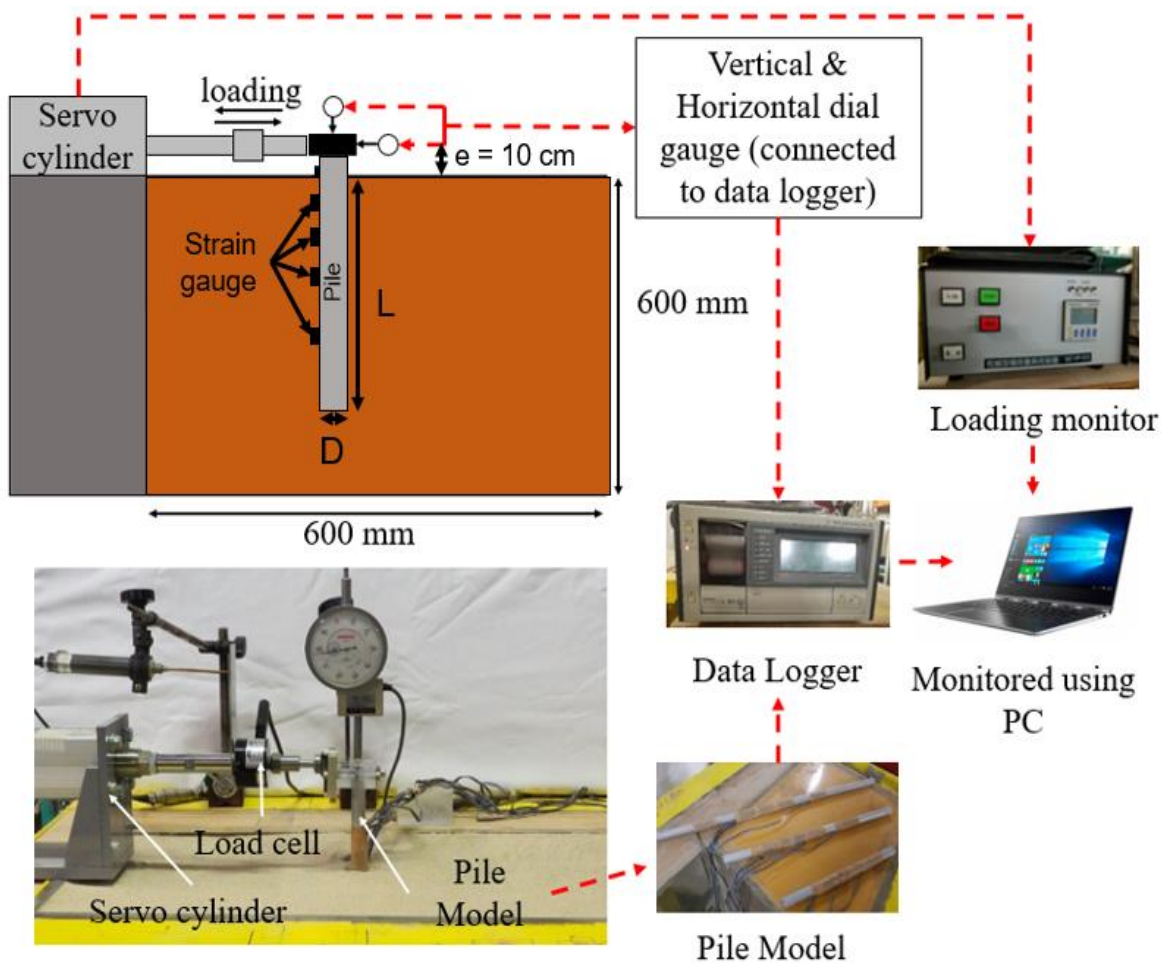 Servo
cylinder
loading
e = 10 cm
Vertical &
Horizontal dial
gauge (connected
to data logger)
Strain
gauge
Pile
L
D
600 mm
600 mm
Loading monitor
Data Logger
Monitored using
PC
Load cell
Servo cylinder
Pile
Model
Pile Model